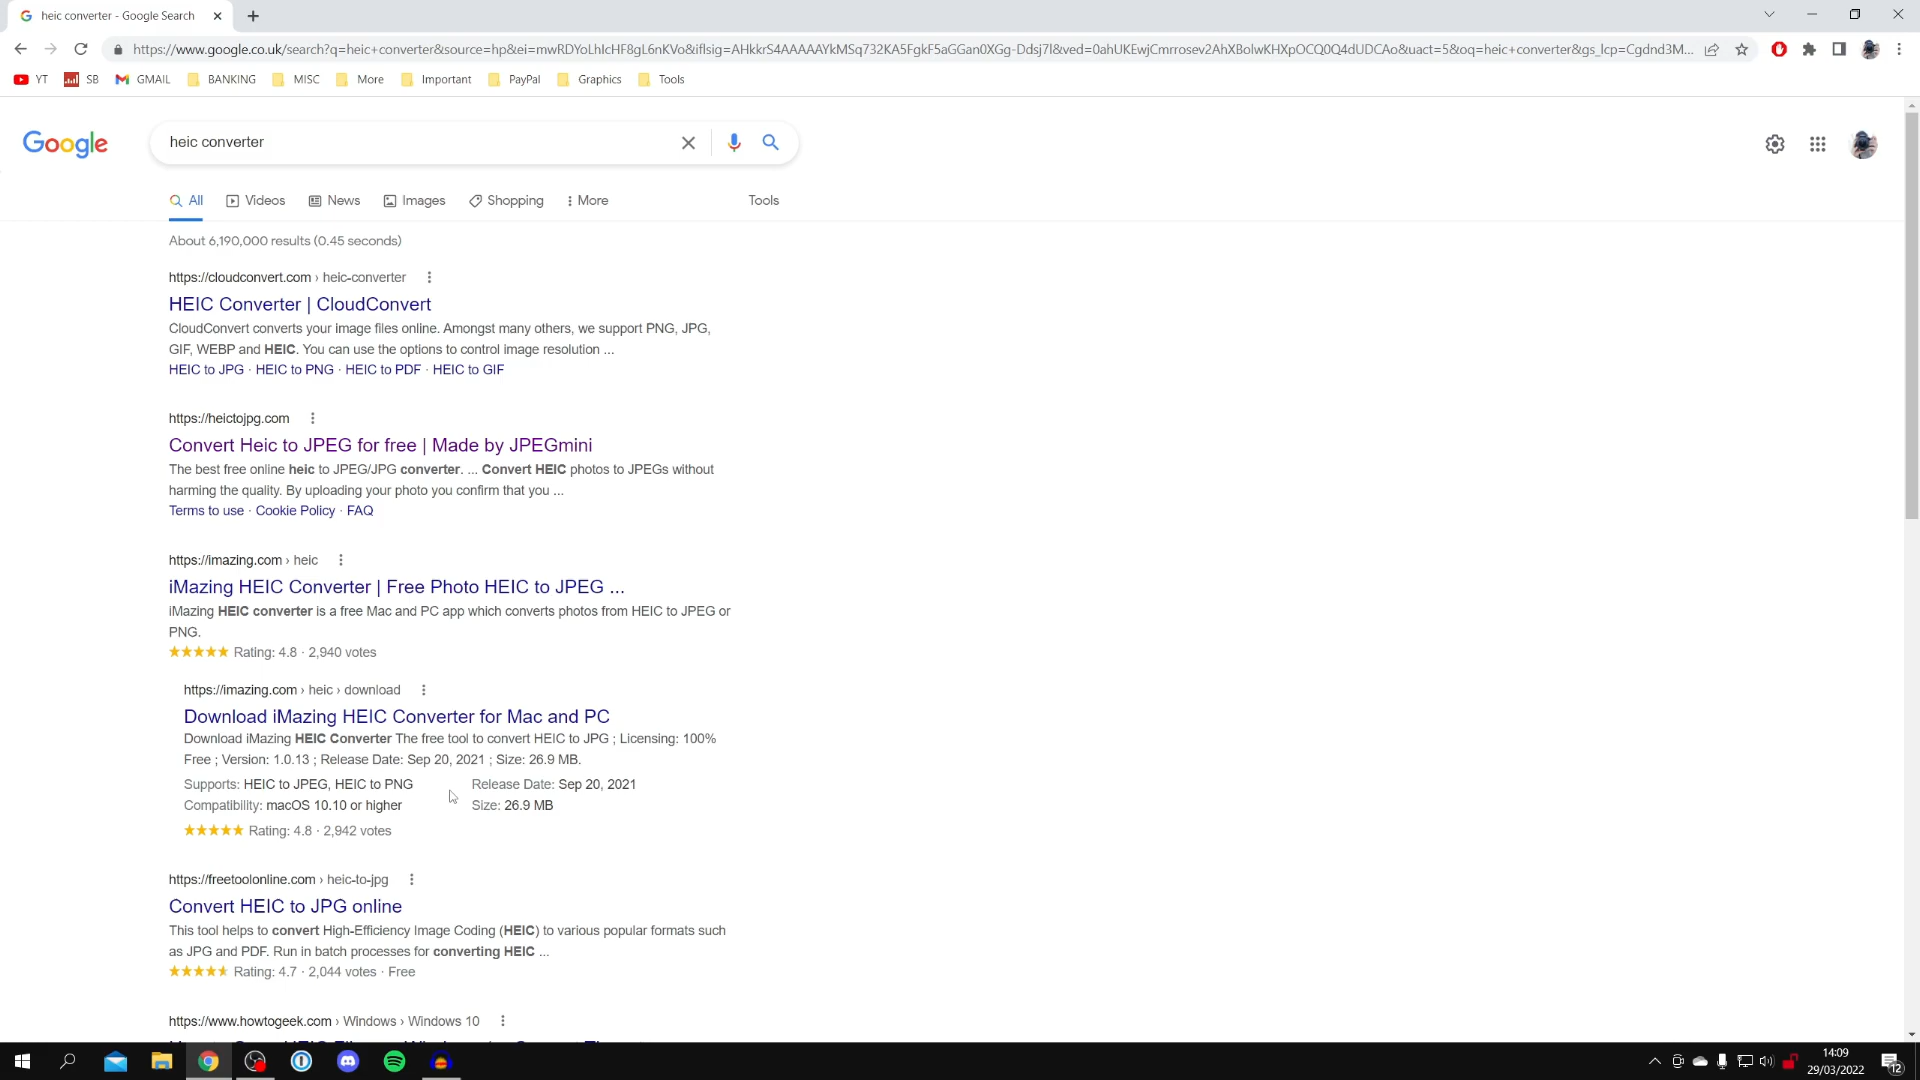 heic converter - Google Search
https://www.google.co.uk/search?q=heic+converter&source=hp&ei=mwRDYoLhIcHF8gL6nKVo&iflsig=AHkkrS4AAAAAYkMSq732KA5FgkF5aGGan0XGg-Ddsj7l&ved=0ahUKEwjCmrrosev2AhXBolwKHXpOCQ0Q4dUDCAo&uact=5&oq=heic+converter&gs_lcp=Cgdnd3M...
YT SB GMAIL BANKING MISC More Important PayPal Graphics Tools
Google
heic converter
All Videos News Images Shopping More Tools
About 6,190,000 results (0.45 seconds)
https://cloudconvert.com › heic-converter
HEIC Converter | CloudConvert
CloudConvert converts your image files online. Amongst many others, we support PNG, JPG,
GIF, WEBP and HEIC. You can use the options to control image resolution ...
HEIC to JPG · HEIC to PNG · HEIC to PDF · HEIC to GIF
https://heictojpg.com
Convert Heic to JPEG for free | Made by JPEGmini
The best free online heic to JPEG/JPG converter. ... Convert HEIC photos to JPEGs without
harming the quality. By uploading your photo you confirm that you ...
Terms to use · Cookie Policy · FAQ
https://imazing.com › heic
iMazing HEIC Converter | Free Photo HEIC to JPEG ...
iMazing HEIC converter is a free Mac and PC app which converts photos from HEIC to JPEG or
PNG.
Rating: 4.8 · 2,940 votes
https://imazing.com › heic › download
Download iMazing HEIC Converter for Mac and PC
Download iMazing HEIC Converter The free tool to convert HEIC to JPG ; Licensing: 100%
Free ; Version: 1.0.13 ; Release Date: Sep 20, 2021 ; Size: 26.9 MB.
Supports: HEIC to JPEG, HEIC to PNG Release Date: Sep 20, 2021
Compatibility: macOS 10.10 or higher Size: 26.9 MB
Rating: 4.8 · 2,942 votes
https://freetoolonline.com › heic-to-jpg
Convert HEIC to JPG online
This tool helps to convert High-Efficiency Image Coding (HEIC) to various popular formats such
as JPG and PDF. Run in batch processes for converting HEIC ...
Rating: 4.7 · 2,044 votes · Free
https://www.howtogeek.com › Windows › Windows 10
14:09
29/03/2022
12